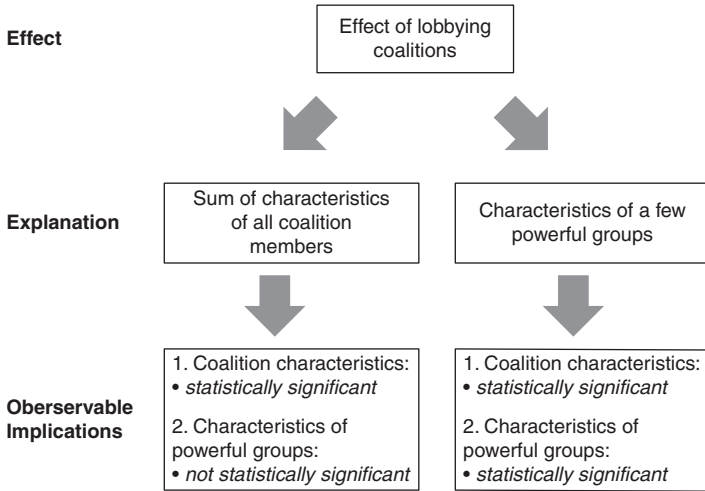 Effect
Effect of lobbying
coalitions
Explanation
Sum of characteristics
of all coalition
members
Characteristics of a few
powerful groups
Oberservable
Implications
1. Coalition characteristics:
• statistically significant
2. Characteristics of
powerful groups:
• not statistically significant
1. Coalition characteristics:
• statistically significant
2. Characteristics of
powerful groups:
• statistically significant